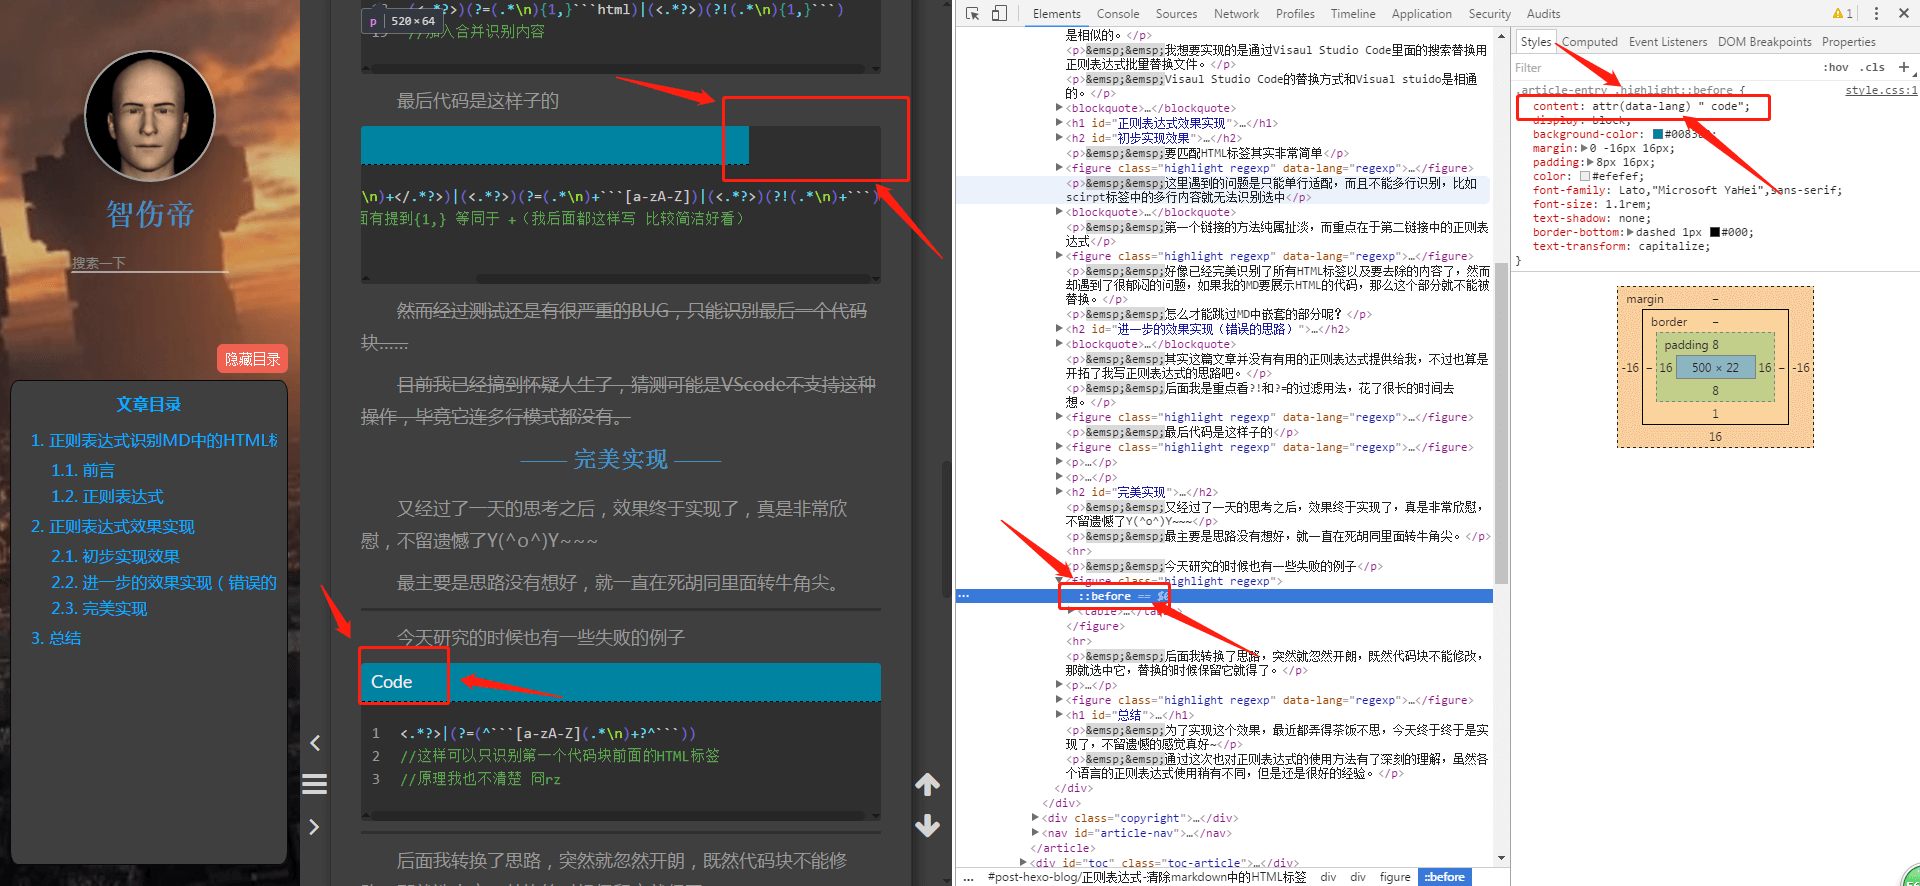 智伤帝
搜索一下
隐藏目录
文章目录
1. 正则表达式识别MD中的HTML标
1.1. 前言
1.2. 正则表达式
2. 正则表达式效果实现
2.1. 初步实现效果
2.2. 进一步的效果实现（错误的
2.3. 完美实现
3. 总结
p | 520 × 64
(<.*?>)(?=(.*\n){1,}```html)|(<.*?>)(?!(.*\n){1,}```)
//加入合并识别内容
最后代码是这样子的
\n)+</.*?>)|(<.*?>)(?=(.*\n)+```[a-zA-Z])|(<.*?>)(?!(.*\n)+```)
面有提到{1,} 等同于 +（我后面都这样写 比较简洁好看）
然而经过测试还是有很严重的BUG，只能识别最后一个代码
块……
目前我已经搞到怀疑人生了，猜测可能是VScode不支持这种
操作，毕竟它连多行模式都没有。
完美实现
又经过了一天的思考之后，效果终于实现了，真是非常欣
慰，不留遗憾了Y(^o^)Y~~~
最主要是思路没有想好，就一直在死胡同里面转牛角尖。
今天研究的时候也有一些失败的例子
Code
1 <.*?>|(?=(^```[a-zA-Z](.*\n)+?^```))
2 //这样可以只识别第一个代码块前面的HTML标签
3 //原理我也不清楚 囧rz
后面我转换了思路，突然就忽然开朗，既然代码块不能修
Elements Console Sources Network Profiles Timeline Application Security Audits 1
是相似的。</p>
<p>&emsp;&emsp;我想要实现的是通过Visaul Studio Code里面的搜索替换用
正则表达式批量替换文件。</p>
<p>&emsp;&emsp;Visaul Studio Code的替换方式和Visual stuido是相通
的。</p>
<blockquote>…</blockquote>
<h1 id="正则表达式效果实现">…</h1>
<h2 id="初步实现效果">…</h2>
<p>&emsp;&emsp;要匹配HTML标签其实非常简单</p>
<figure class="highlight regexp" data-lang="regexp">…</figure>
<p>&emsp;&emsp;这里遇到的问题是只能单行适配，而且不能多行识别，比如
scirpt标签中的多行内容就无法识别选中</p>
<blockquote>…</blockquote>
<p>&emsp;&emsp;第一个链接的方法纯属扯淡，而重点在于第二链接中的正则表
达式</p>
<figure class="highlight regexp" data-lang="regexp">…</figure>
<p>&emsp;&emsp;好像已经完美识别了所有HTML标签以及要去除的内容了，然而
却遇到了很郁闷的问题，如果我的MD要展示HTML的代码，那么这个部分就不能被
替换。</p>
<p>&emsp;&emsp;怎么才能跳过MD中嵌套的部分呢？</p>
<h2 id="进一步的效果实现（错误的思路）">…</h2>
<blockquote>…</blockquote>
<p>&emsp;&emsp;其实这篇文章并没有有用的正则表达式提供给我，不过也算是
开拓了我写正则表达式的思路吧。</p>
<p>&emsp;&emsp;后面我是重点看?!和?=的过滤用法，花了很长的时间去
想。</p>
<figure class="highlight regexp" data-lang="regexp">…</figure>
<p>&emsp;&emsp;最后代码是这样子的</p>
<figure class="highlight regexp" data-lang="regexp">…</figure>
<p>…</p>
<p>…</p>
<h2 id="完美实现">…</h2>
<p>&emsp;&emsp;又经过了一天的思考之后，效果终于实现了，真是非常欣慰，
不留遗憾了Y(^o^)Y~~~</p>
<p>&emsp;&emsp;最主要是思路没有想好，就一直在死胡同里面转牛角尖。</p>
<hr>
<p>&emsp;&emsp;今天研究的时候也有一些失败的例子</p>
<figure class="highlight regexp">
::before == $0
<table>…</table>
</figure>
<hr>
<p>&emsp;&emsp;后面我转换了思路，突然就忽然开朗，既然代码块不能修改，
那就选中它，替换的时候保留它就得了。</p>
<p>…</p>
<figure class="highlight regexp" data-lang="regexp">…</figure>
<h1 id="总结">…</h1>
<p>&emsp;&emsp;为了实现这个效果，最近都弄得茶饭不思，今天终于终于是实
现了，不留遗憾的感觉真好~</p>
<p>&emsp;&emsp;通过这次也对正则表达式的使用方法有了深刻的理解，虽然各
个语言的正则表达式使用稍有不同，但是还是很好的经验。</p>
</div>
</div>
<div class="copyright">…</div>
<nav id="article-nav">…</nav>
</article>
<div id="toc" class="toc-article">…</div>
… #post-hexo-blog/正则表达式-清除markdown中的HTML标签 div div figure ::before
Styles Computed Event Listeners DOM Breakpoints Properties
Filter :hov .cls +
.article-entry .highlight::before { style.css:1
content: attr(data-lang) " code";
display: block;
background-color: #0083
margin: 0 -16px 16px;
padding: 8px 16px;
color: #efefef;
font-family: Lato,"Microsoft YaHei",sans-serif;
font-size: 1.1rem;
text-shadow: none;
border-bottom: dashed 1px #000;
text-transform: capitalize;
}
margin –
border –
padding 8
-16 – 16 500 × 22 16 – -16
8
1
16